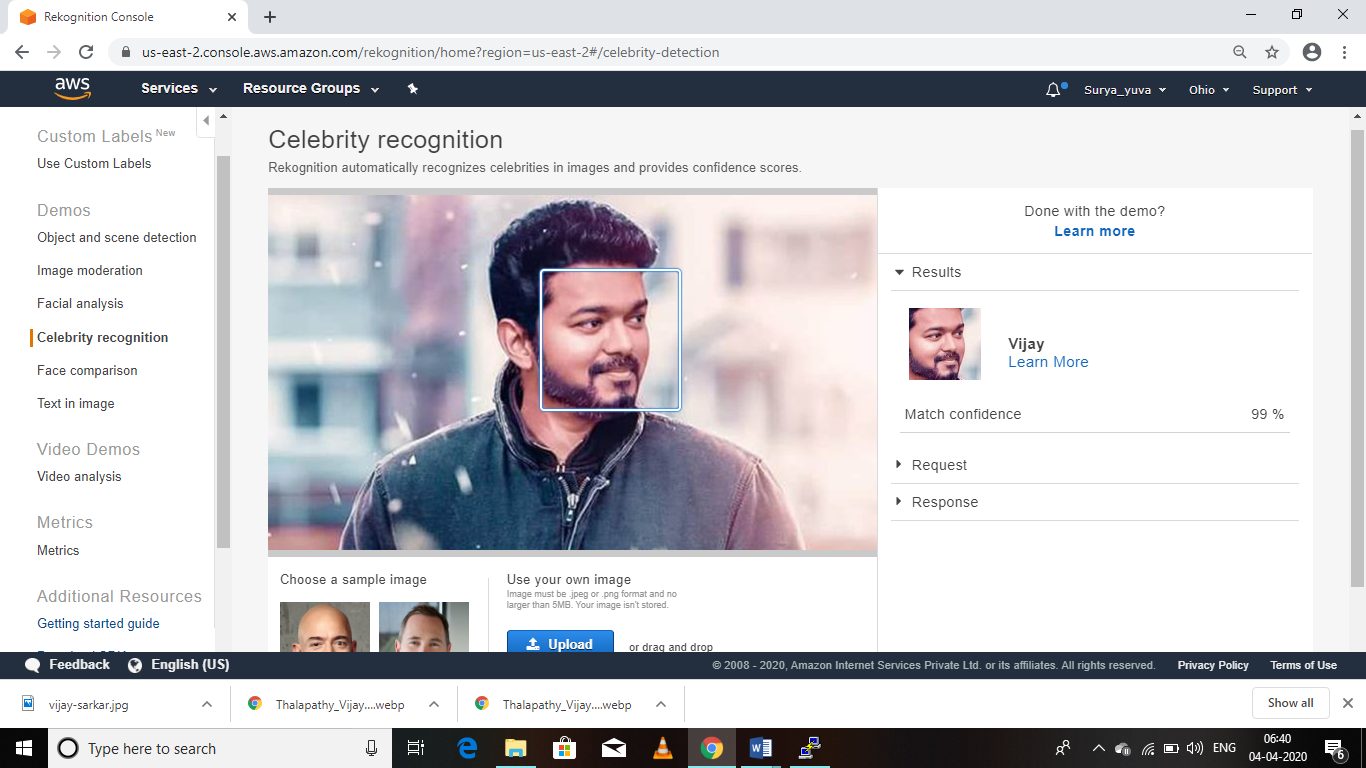 Rekognition Console
us-east-2.console.aws.amazon.com/rekognition/home?region=us-east-2#/celebrity-detection
aws Services Resource Groups Surya_yuva Ohio Support
Custom Labels New
Use Custom Labels
Demos
Object and scene detection
Image moderation
Facial analysis
Celebrity recognition
Face comparison
Text in image
Video Demos
Video analysis
Metrics
Metrics
Additional Resources
Getting started guide
Celebrity recognition
Rekognition automatically recognizes celebrities in images and provides confidence scores.
Done with the demo?
Learn more
Results
Vijay
Learn More
Match confidence 99 %
Request
Response
Choose a sample image
Use your own image
Image must be .jpeg or .png format and no
larger than 5MB. Your image isn't stored.
Upload or drag and drop
Feedback English (US) © 2008 - 2020, Amazon Internet Services Private Ltd. or its affiliates. All rights reserved. Privacy Policy Terms of Use
vijay-sarkar.jpg Thalapathy_Vijay....webp Thalapathy_Vijay....webp Show all
Type here to search ENG 06:40
04-04-2020 6